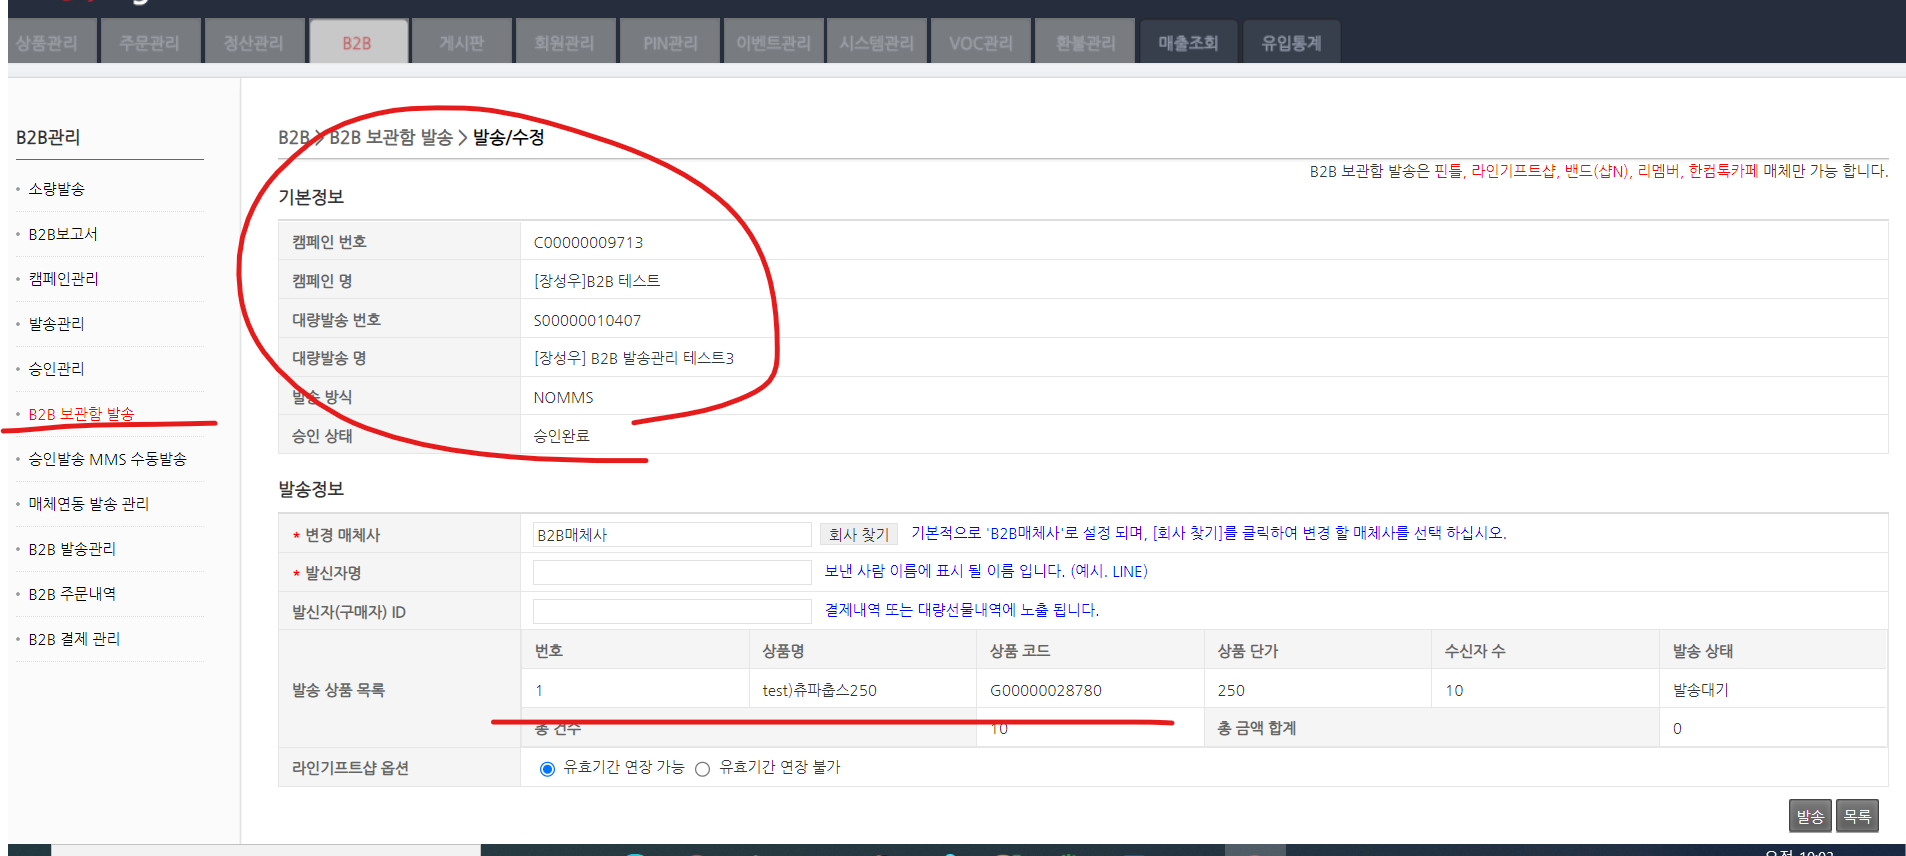 상품관리 주문관리 정산관리 B2B 게시판 회원관리 PIN관리 이벤트관리 시스템관리 VOC관리 환불관리 매출조회 유입통계
B2B관리
소량발송
B2B보고서
캠페인관리
발송관리
승인관리
B2B 보관함 발송
승인발송 MMS 수동발송
매체연동 발송 관리
B2B 발송관리
B2B 주문내역
B2B 결제 관리
B2B > B2B 보관함 발송 > 발송/수정
B2B 보관함 발송은 핀틀, 라인기프트샵, 밴드(샵N), 리멤버, 한컴톡카페 매체만 가능 합니다.
기본정보
캠페인 번호 C00000009713
캠페인 명 [장성우]B2B 테스트
대량발송 번호 S00000010407
대량발송 명 [장성우] B2B 발송관리 테스트3
발송 방식 NOMMS
승인 상태 승인완료
발송정보
* 변경 매체사 B2B매체사 회사 찾기 기본적으로 'B2B매체사'로 설정 되며, [회사 찾기]를 클릭하여 변경 할 매체사를 선택 하십시오.
* 발신자명 보낸 사람 이름에 표시 될 이름 입니다. (예시. LINE)
발신자(구매자) ID 결제내역 또는 대량선물내역에 노출 됩니다.
번호 상품명 상품 코드 상품 단가 수신자 수 발송 상태
발송 상품 목록 1 test)츄파춥스250 G00000028780 250 10 발송대기
총 건수 10 총 금액 합계 0
라인기프트샵 옵션 유효기간 연장 가능 유효기간 연장 불가
발송 목록